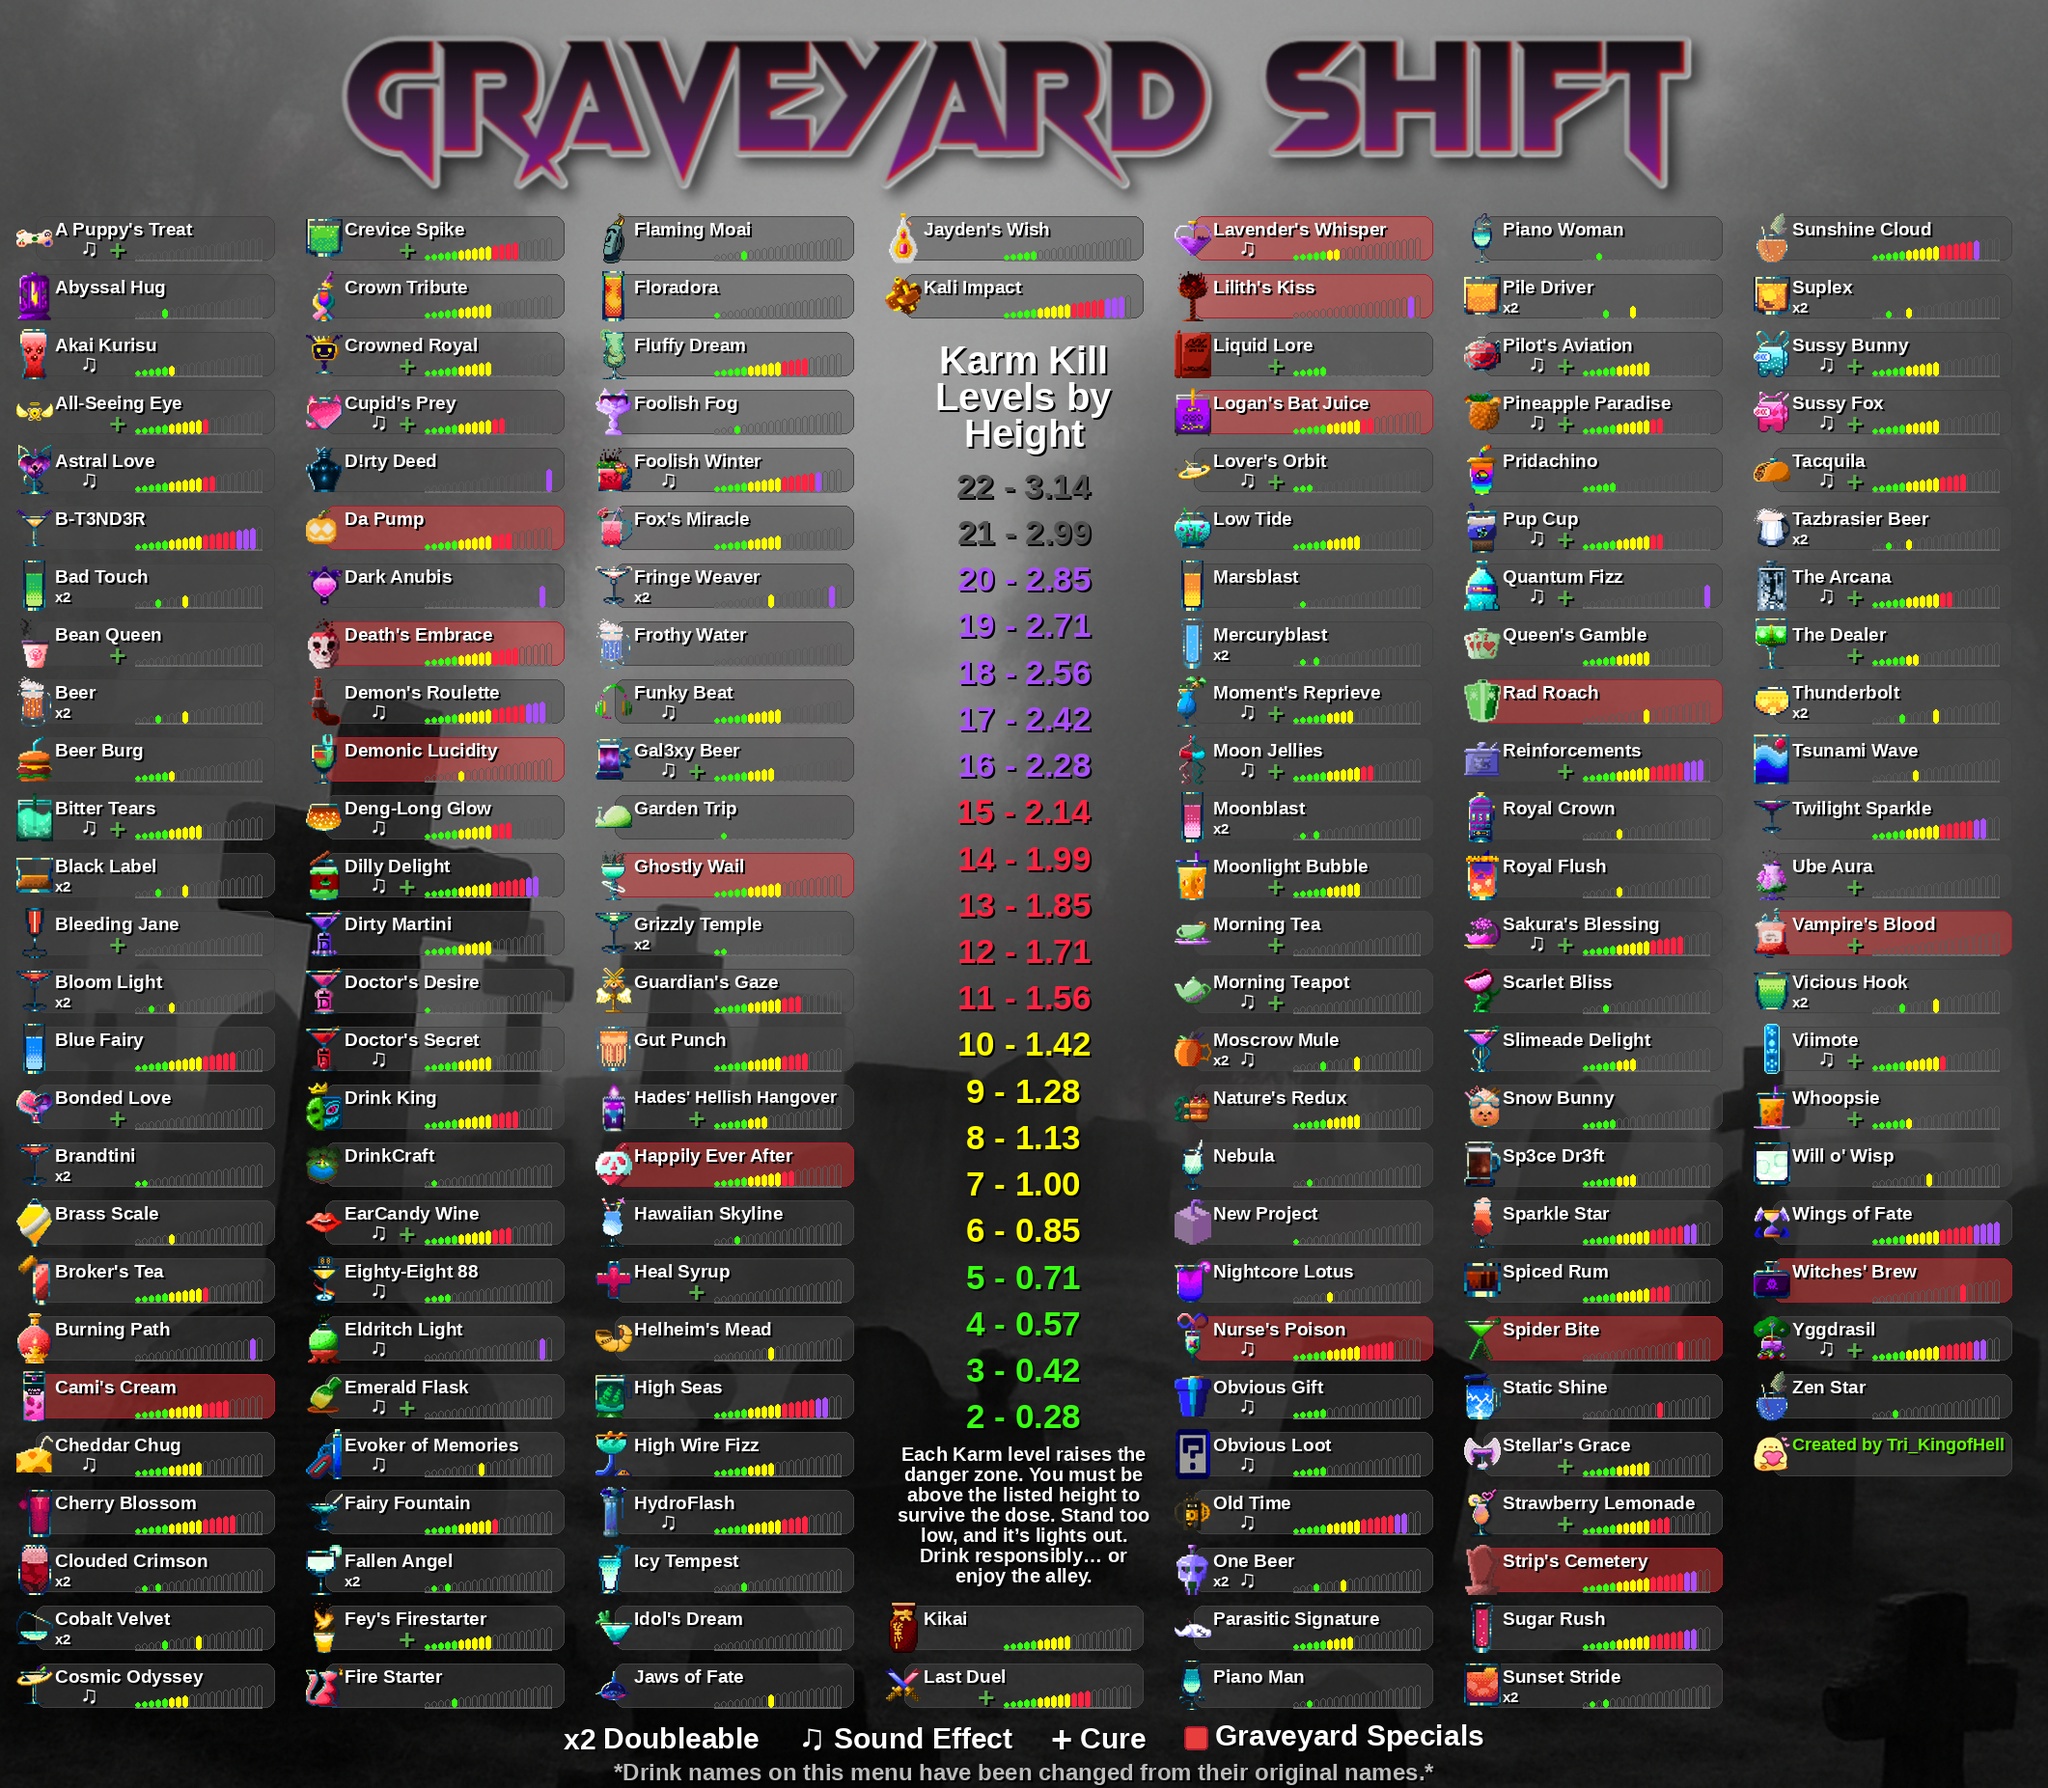 GRAVEYARD SHIFT
A Puppy's Treat
♫ +
Abyssal Hug
Akai Kurisu
♫
All-Seeing Eye
+
Astral Love
♫
B-T3ND3R
Bad Touch
x2
Bean Queen
+
Beer
x2
Beer Burg
Bitter Tears
♫ +
Black Label
x2
Bleeding Jane
+
Bloom Light
x2
Blue Fairy
Bonded Love
+
Brandtini
x2
Brass Scale
Broker's Tea
Burning Path
Cami's Cream
Cheddar Chug
♫
Cherry Blossom
Clouded Crimson
x2
Cobalt Velvet
x2
Cosmic Odyssey
♫
Crevice Spike
+
Crown Tribute
Crowned Royal
+
Cupid's Prey
♫ +
D!rty Deed
Da Pump
Dark Anubis
Death's Embrace
Demon's Roulette
♫
Demonic Lucidity
Deng-Long Glow
♫
Dilly Delight
♫ +
Dirty Martini
Doctor's Desire
Doctor's Secret
♫
Drink King
DrinkCraft
EarCandy Wine
♫ +
Eighty-Eight 88
♫
Eldritch Light
♫
Emerald Flask
♫ +
Evoker of Memories
♫
Fairy Fountain
Fallen Angel
x2
Fey's Firestarter
+
Fire Starter
Flaming Moai
Floradora
Fluffy Dream
Foolish Fog
Foolish Winter
♫
Fox's Miracle
Fringe Weaver
x2
Frothy Water
Funky Beat
♫
Gal3xy Beer
♫ +
Garden Trip
Ghostly Wail
Grizzly Temple
x2
Guardian's Gaze
Gut Punch
Hades' Hellish Hangover
+
Happily Ever After
Hawaiian Skyline
Heal Syrup
+
Helheim's Mead
High Seas
High Wire Fizz
HydroFlash
♫
Icy Tempest
Idol's Dream
Jaws of Fate
Jayden's Wish
Kali Impact
Karm Kill
Levels by
Height
22 - 3.14
21 - 2.99
20 - 2.85
19 - 2.71
18 - 2.56
17 - 2.42
16 - 2.28
15 - 2.14
14 - 1.99
13 - 1.85
12 - 1.71
11 - 1.56
10 - 1.42
9 - 1.28
8 - 1.13
7 - 1.00
6 - 0.85
5 - 0.71
4 - 0.57
3 - 0.42
2 - 0.28
Each Karm level raises the
danger zone. You must be
above the listed height to
survive the dose. Stand too
low, and it's lights out.
Drink responsibly... or
enjoy the alley.
Kikai
Last Duel
+
Lavender's Whisper
♫
Lilith's Kiss
Liquid Lore
+
Logan's Bat Juice
Lover's Orbit
♫ +
Low Tide
Marsblast
Mercuryblast
x2
Moment's Reprieve
♫ +
Moon Jellies
♫ +
Moonblast
x2
Moonlight Bubble
+
Morning Tea
+
Morning Teapot
♫ +
Moscrow Mule
x2 ♫
Nature's Redux
Nebula
New Project
Nightcore Lotus
Nurse's Poison
♫
Obvious Gift
♫
Obvious Loot
♫
Old Time
♫
One Beer
x2 ♫
Parasitic Signature
Piano Man
Piano Woman
Pile Driver
x2
Pilot's Aviation
♫ +
Pineapple Paradise
♫ +
Pridachino
Pup Cup
♫ +
Quantum Fizz
♫ +
Queen's Gamble
Rad Roach
Reinforcements
+
Royal Crown
Royal Flush
Sakura's Blessing
♫ +
Scarlet Bliss
Slimeade Delight
Snow Bunny
Sp3ce Dr3ft
Sparkle Star
Spiced Rum
Spider Bite
Static Shine
Stellar's Grace
+
Strawberry Lemonade
+
Strip's Cemetery
Sugar Rush
Sunset Stride
x2
Sunshine Cloud
Suplex
x2
Sussy Bunny
♫ +
Sussy Fox
♫ +
Tacquila
♫ +
Tazbrasier Beer
x2
The Arcana
♫ +
The Dealer
+
Thunderbolt
x2
Tsunami Wave
Twilight Sparkle
Ube Aura
+
Vampire's Blood
+
Vicious Hook
x2
Viimote
♫ +
Whoopsie
+
Will o' Wisp
Wings of Fate
Witches' Brew
Yggdrasil
♫ +
Zen Star
Created by Tri_KingofHell
x2 Doubleable ♫ Sound Effect + Cure Graveyard Specials
*Drink names on this menu have been changed from their original names.*